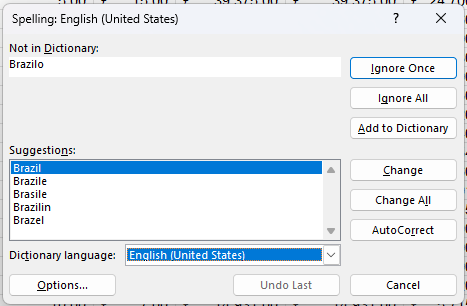 Spelling: English (United States)
Not in Dictionary:
Brazilo
Ignore Once
Ignore All
Add to Dictionary
Suggestions:
Brazil
Brazile
Brasile
Brazilin
Brazel
Change
Change All
AutoCorrect
Dictionary language: English (United States)
Options... Undo Last Cancel